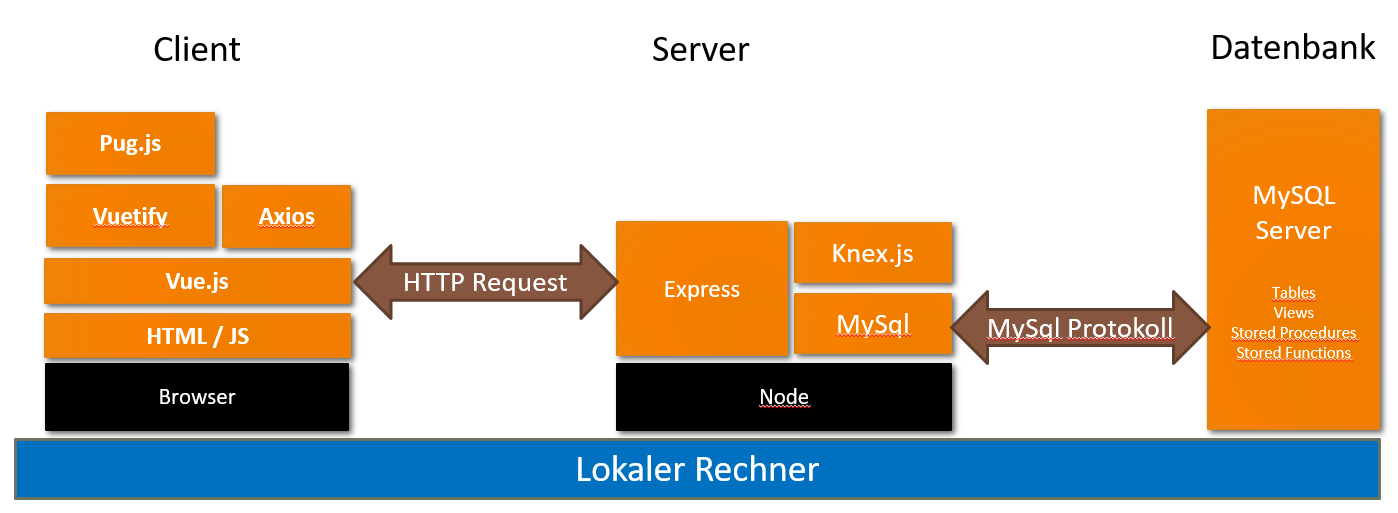 Client
Server
Datenbank
Pug.js
Vuetify
Axios
Vue.js
HTML / JS
Browser
HTTP Request
Express
Knex.js
MySql
Node
MySql Protokoll
MySQL
Server
Tables
Views
Stored Procedures
Stored Functions
Lokaler Rechner